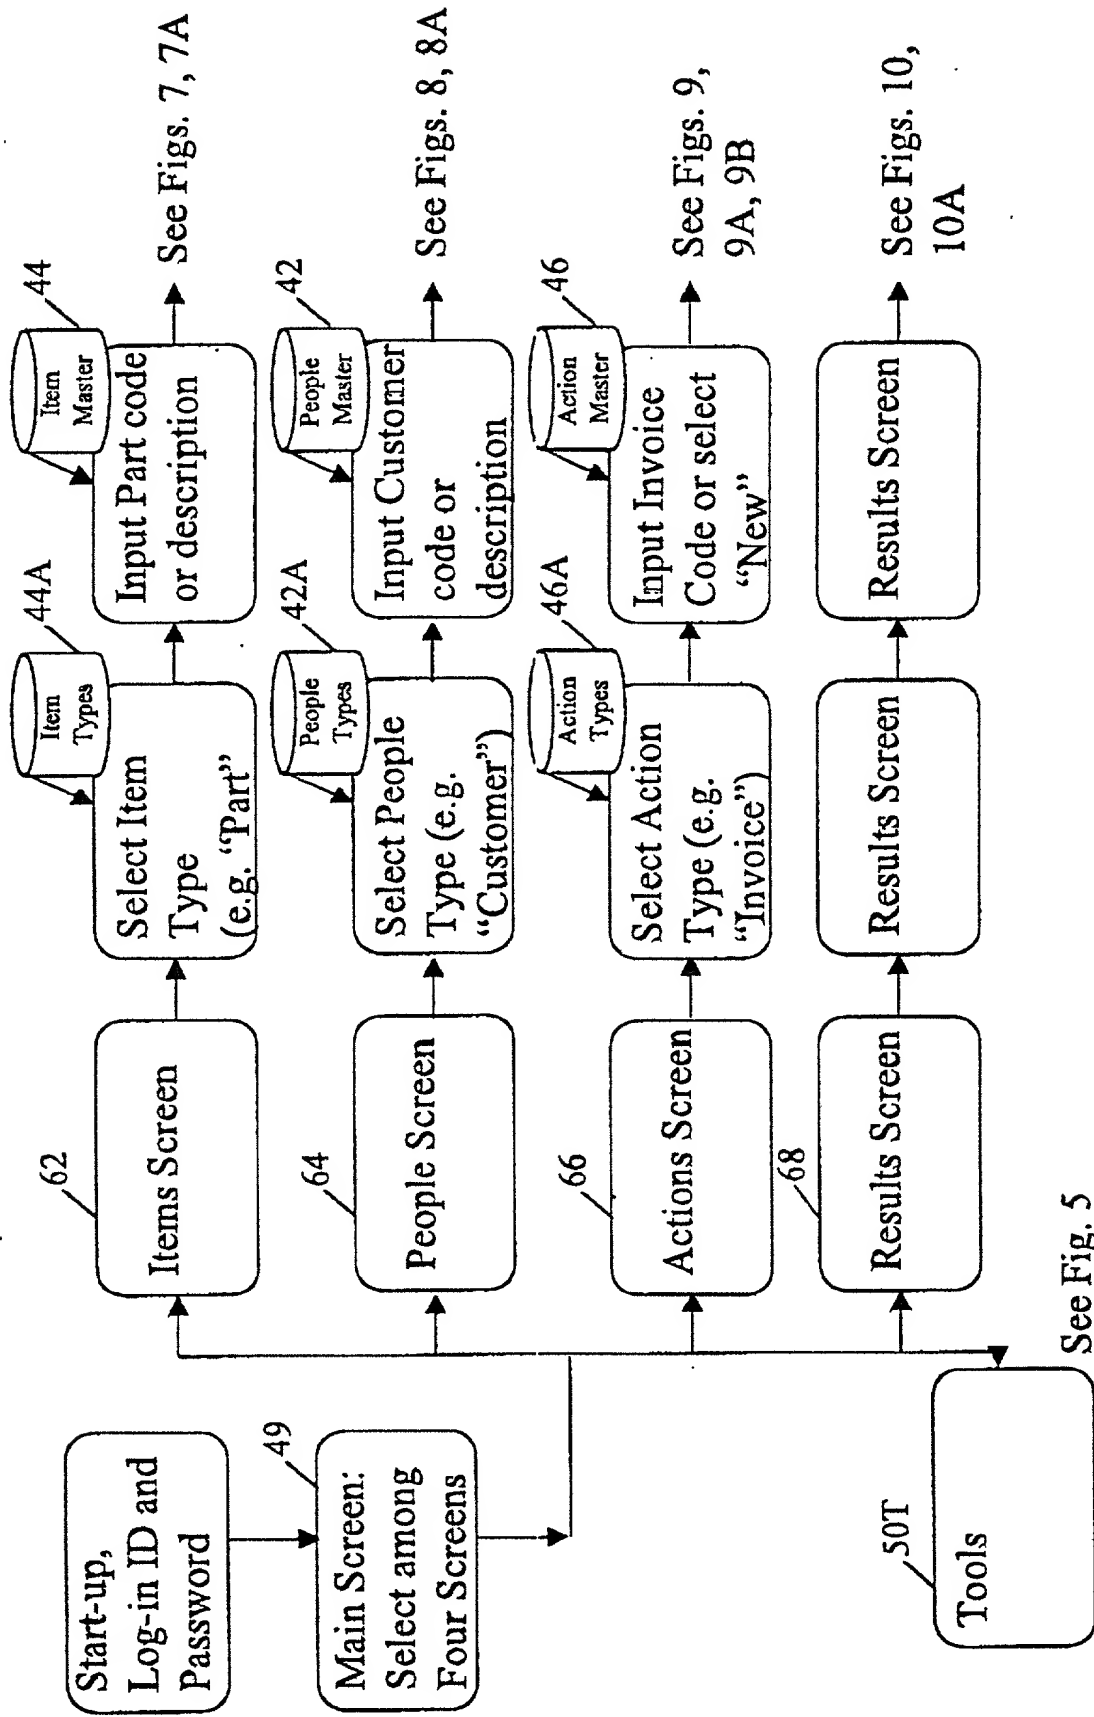 Start-up,
Log-in ID and
Password
49
Main Screen:
Select among
Four Screens
50T
Tools
See Fig. 5
62
Items Screen
44A
Item
Types
Select Item
Type
(e.g. “Part”
44
Item
Master
Input Part code
or description
See Figs. 7, 7A
64
People Screen
42A
People
Types
Select People
Type (e.g.
“Customer”)
42
People
Master
Input Customer
code or
description
See Figs. 8, 8A
66
Actions Screen
46A
Action
Types
Select Action
Type (e.g.
“Invoice”)
46
Action
Master
Input Invoice
Code or select
“New”
See Figs. 9,
9A, 9B
68
Results Screen
Results Screen
Results Screen
See Figs. 10,
10A